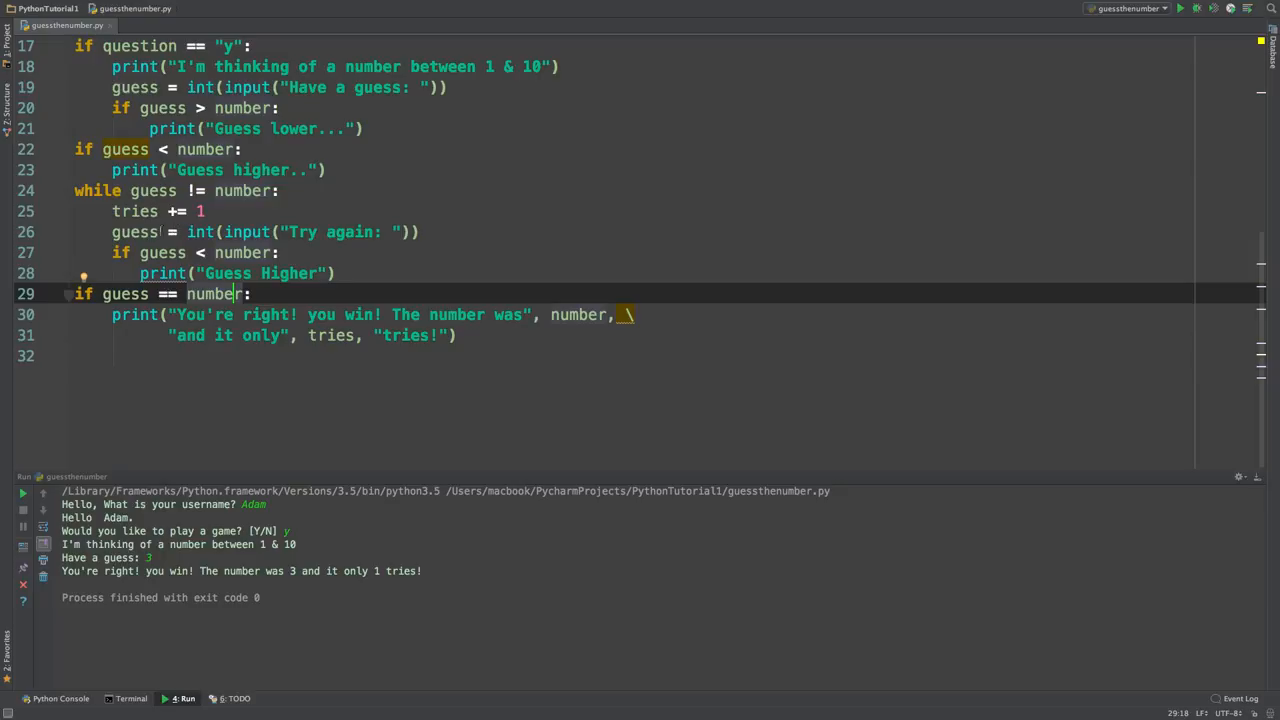 PythonTutorial1 guessthenumber.py guessthenumber
guessthenumber.py
1: Project
Z: Structure
2: Favorites
Database
17 if question == "y":
18 print("I'm thinking of a number between 1 & 10")
19 guess = int(input("Have a guess: "))
20 if guess > number:
21 print("Guess lower...")
22 if guess < number:
23 print("Guess higher..")
24 while guess != number:
25 tries += 1
26 guess = int(input("Try again: "))
27 if guess < number:
28 print("Guess Higher")
29 if guess == number:
30 print("You're right! you win! The number was", number, \
31 "and it only", tries, "tries!")
32
Run guessthenumber
/Library/Frameworks/Python.framework/Versions/3.5/bin/python3.5 /Users/macbook/PycharmProjects/PythonTutorial1/guessthenumber.py
Hello, What is your username? Adam
Hello  Adam.
Would you like to play a game? [Y/N] y
I'm thinking of a number between 1 & 10
Have a guess: 3
You're right! you win! The number was 3 and it only 1 tries!
Process finished with exit code 0
Python Console Terminal 4: Run 6: TODO Event Log
29:18 LF÷ UTF-8÷